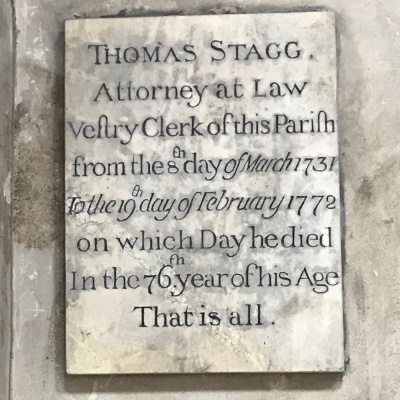 THOMAS STAGG.
Attorney at Law
Veſtry Clerk of this Pariſh
from the 8th day of March 1731
To the 19th day of February 1772
on which Day he died
In the 76th year of his Age
That is all.